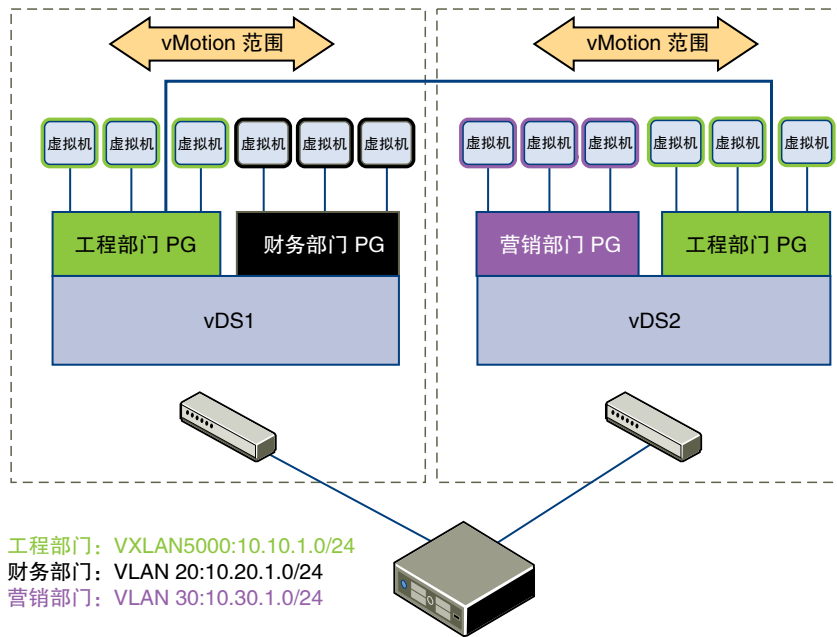 vMotion 范围
vMotion 范围
虚拟机 虚拟机 虚拟机 虚拟机 虚拟机 虚拟机
虚拟机 虚拟机 虚拟机 虚拟机 虚拟机 虚拟机
工程部门 PG
财务部门 PG
营销部门 PG
工程部门 PG
vDS1
vDS2
工程部门：VXLAN5000:10.10.1.0/24
财务部门：VLAN 20:10.20.1.0/24
营销部门：VLAN 30:10.30.1.0/24